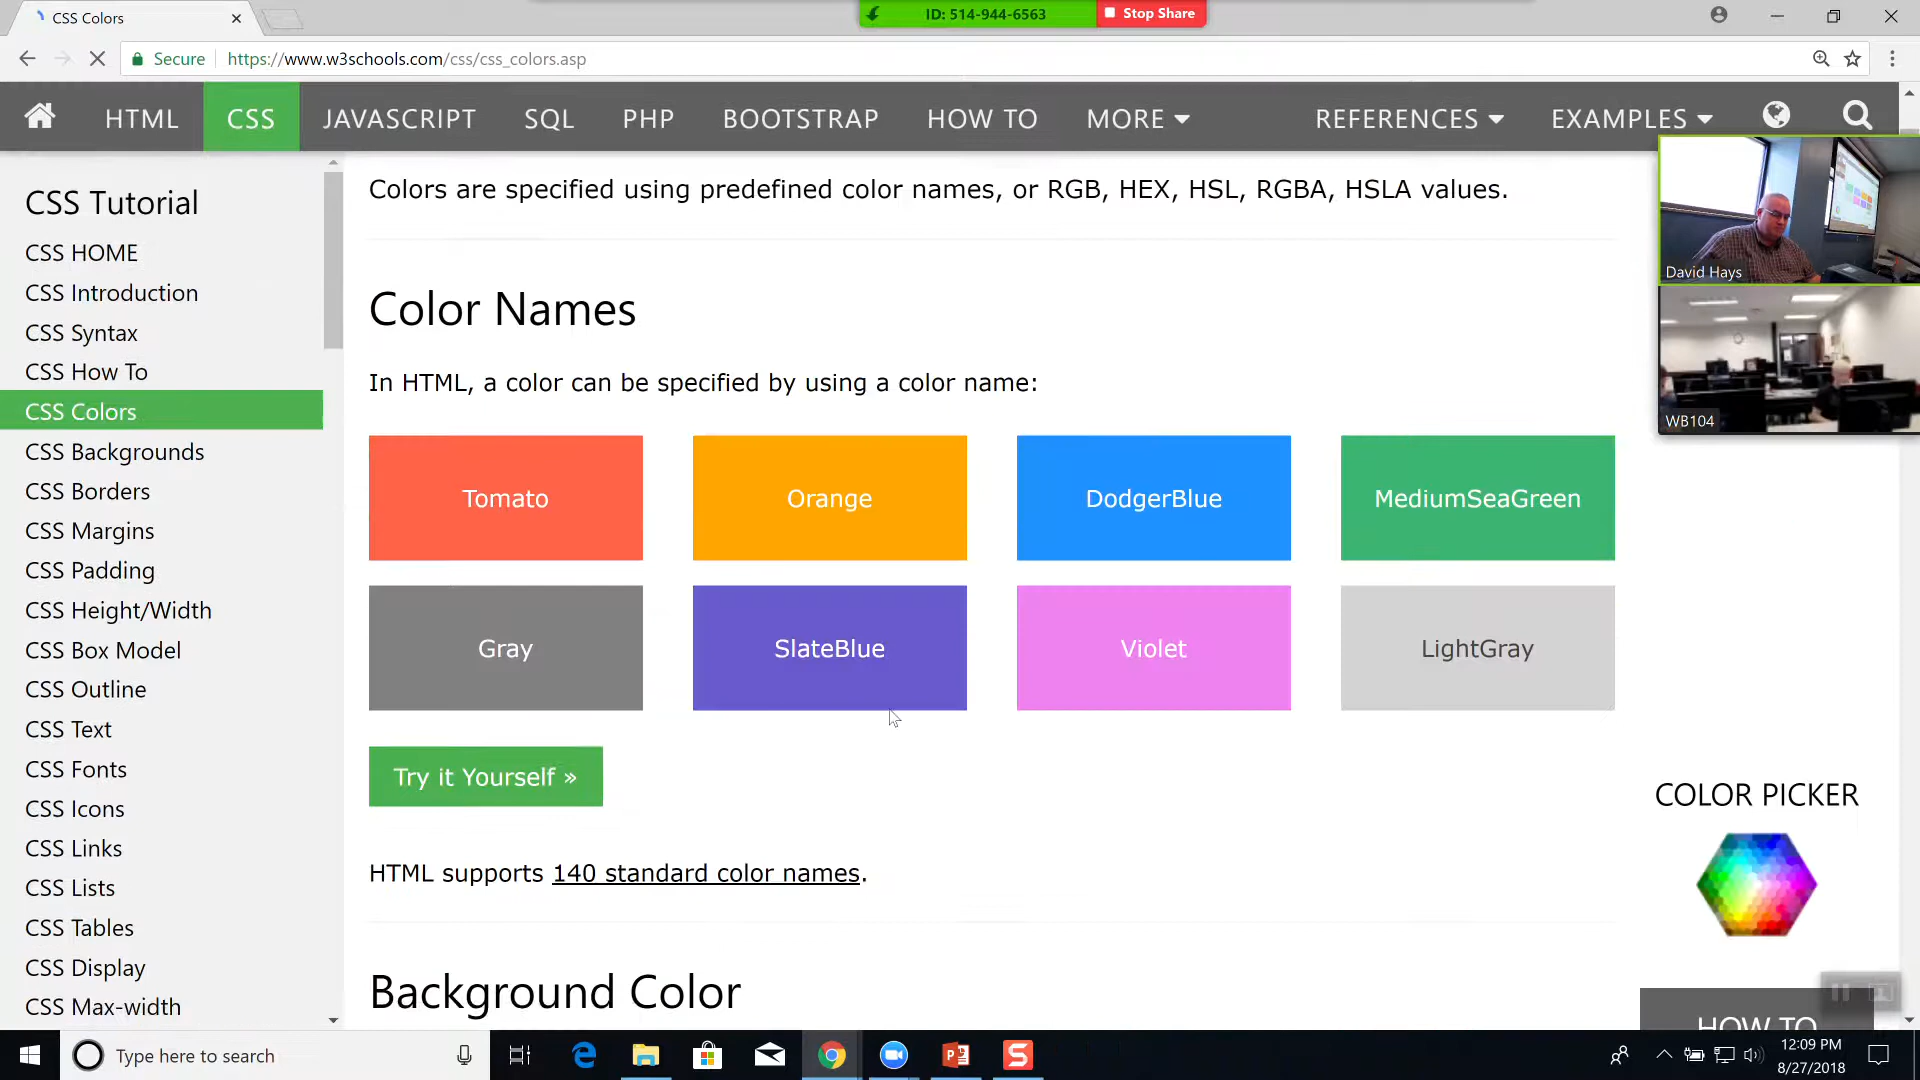 CSS Colors
ID: 514-944-6563
Stop Share
Secure
https://www.w3schools.com/css/css_colors.asp
HTML
CSS
JAVASCRIPT
SQL
PHP
BOOTSTRAP
HOW TO
MORE
REFERENCES
EXAMPLES
CSS Tutorial
CSS HOME
CSS Introduction
CSS Syntax
CSS How To
CSS Colors
CSS Backgrounds
CSS Borders
CSS Margins
CSS Padding
CSS Height/Width
CSS Box Model
CSS Outline
CSS Text
CSS Fonts
CSS Icons
CSS Links
CSS Lists
CSS Tables
CSS Display
CSS Max-width
Colors are specified using predefined color names, or RGB, HEX, HSL, RGBA, HSLA values.
Color Names
In HTML, a color can be specified by using a color name:
Tomato
Orange
DodgerBlue
MediumSeaGreen
Gray
SlateBlue
Violet
LightGray
Try it Yourself »
HTML supports 140 standard color names.
Background Color
David Hays
WB104
COLOR PICKER
HOW TO
Type here to search
12:09 PM
8/27/2018